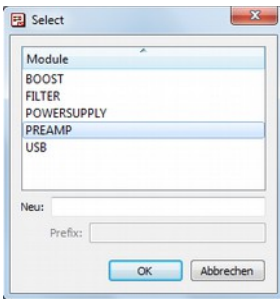 Select
Module
BOOST
FILTER
POWERSUPPLY
PREAMP
USB
Neu:
Prefix:
OK Abbrechen